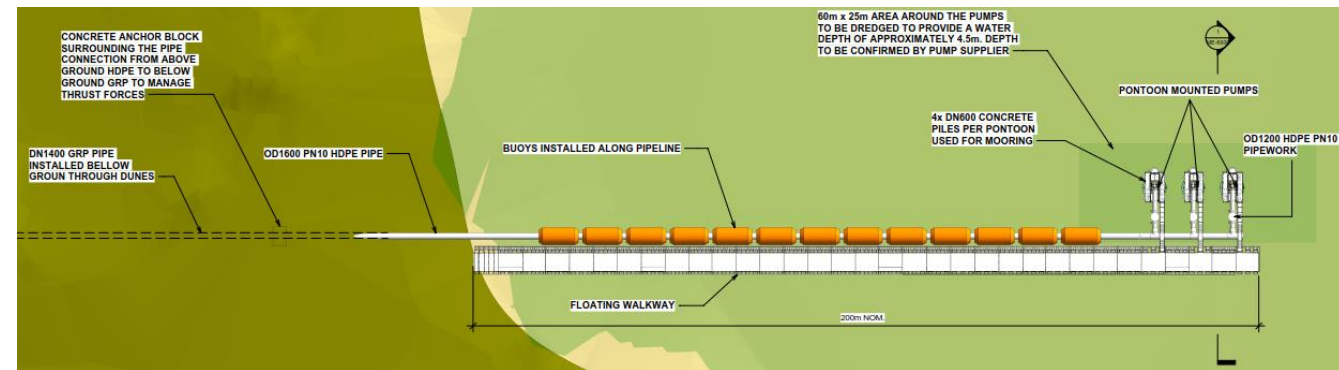 CONCRETE ANCHOR BLOCK
SURROUNDING THE PIPE
CONNECTION FROM ABOVE
GROUND HDPE TO BELOW
GROUND GRP TO MANAGE
THRUST FORCES
60m x 25m AREA AROUND THE PUMPS
TO BE DREDGED TO PROVIDE A WATER
DEPTH OF APPROXIMATELY 4.5m. DEPTH
TO BE CONFIRMED BY PUMP SUPPLIER
1
PONTOON MOUNTED PUMPS
4x DN600 CONCRETE
PILES PER PONTOON
USED FOR MOORING
OD1200 HDPE PN10
PIPEWORK
DN1400 GRP PIPE
INSTALLED BELLOW
GROUN THROUGH DUNES
OD1600 PN10 HDPE PIPE
BUOYS INSTALLED ALONG PIPELINE
FLOATING WALKWAY
200m NOM.